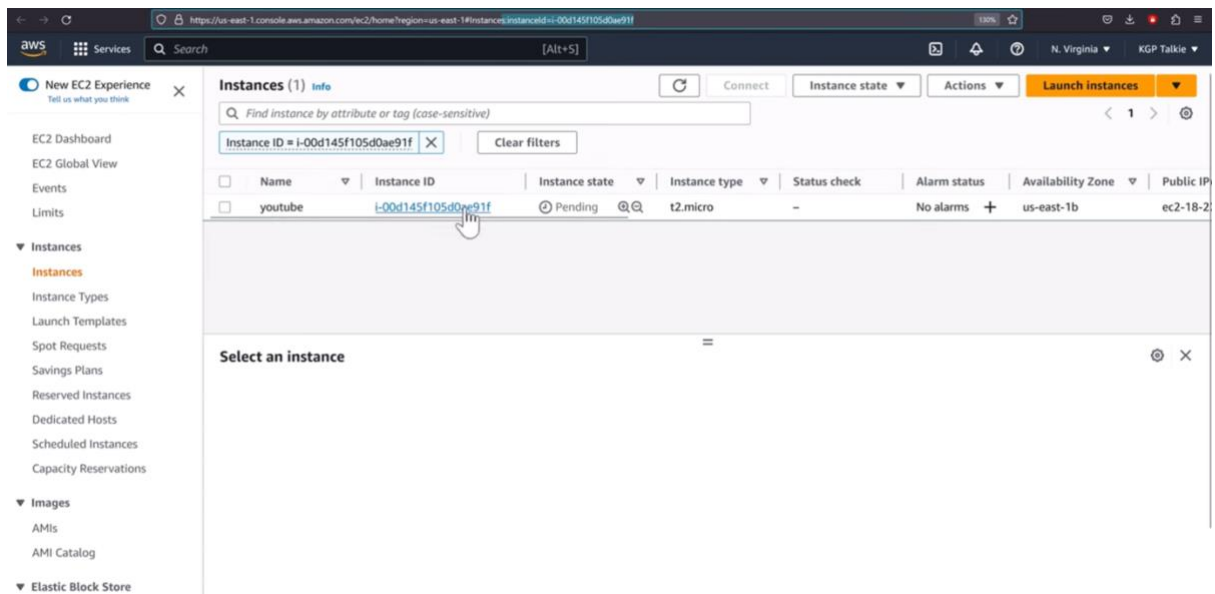 https://us-east-1.console.aws.amazon.com/ec2/home?region=us-east-1#Instances:instanceId=i-00d145f105d0ae91f 130%
aws Services Search [Alt+S] N. Virginia ▼ KGP Talkie ▼
New EC2 Experience
Tell us what you think
EC2 Dashboard
EC2 Global View
Events
Limits
▼ Instances
Instances
Instance Types
Launch Templates
Spot Requests
Savings Plans
Reserved Instances
Dedicated Hosts
Scheduled Instances
Capacity Reservations
▼ Images
AMIs
AMI Catalog
▼ Elastic Block Store
Instances (1) Info Connect Instance state ▼ Actions ▼ Launch instances ▼
Find instance by attribute or tag (case-sensitive) < 1 >
Instance ID = i-00d145f105d0ae91f X Clear filters
Name Instance ID Instance state Instance type Status check Alarm status Availability Zone Public IP
youtube i-00d145f105d0ae91f Pending t2.micro – No alarms + us-east-1b ec2-18-2
Select an instance